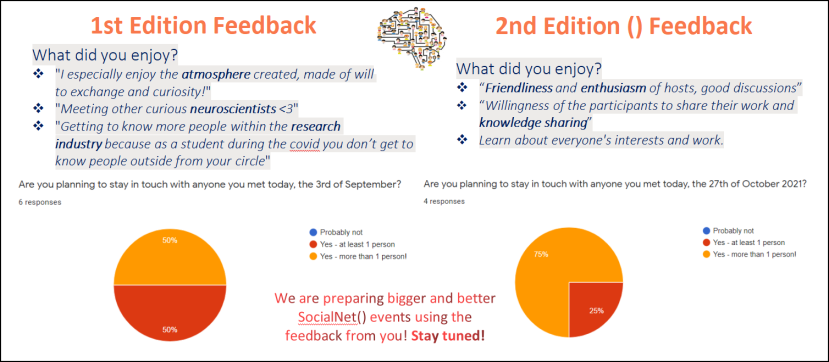 1st Edition Feedback
What did you enjoy?
❖ "I especially enjoy the atmosphere created, made of will
to exchange and curiosity!"
❖ "Meeting other curious neuroscientists <3"
❖ "Getting to know more people within the research
industry because as a student during the covid you don't get to
know people outside from your circle"
Are you planning to stay in touch with anyone you met today, the 3rd of September?
6 responses
50%
50%
Probably not
Yes - at least 1 person
Yes - more than 1 person!
2nd Edition () Feedback
What did you enjoy?
❖ “Friendliness and enthusiasm of hosts, good discussions”
❖ “Willingness of the participants to share their work and
knowledge sharing”
❖ Learn about everyone's interests and work.
Are you planning to stay in touch with anyone you met today, the 27th of October 2021?
4 responses
75%
25%
Probably not
Yes - at least 1 person
Yes - more than 1 person!
We are preparing bigger and better
SocialNet() events using the
feedback from you! Stay tuned!